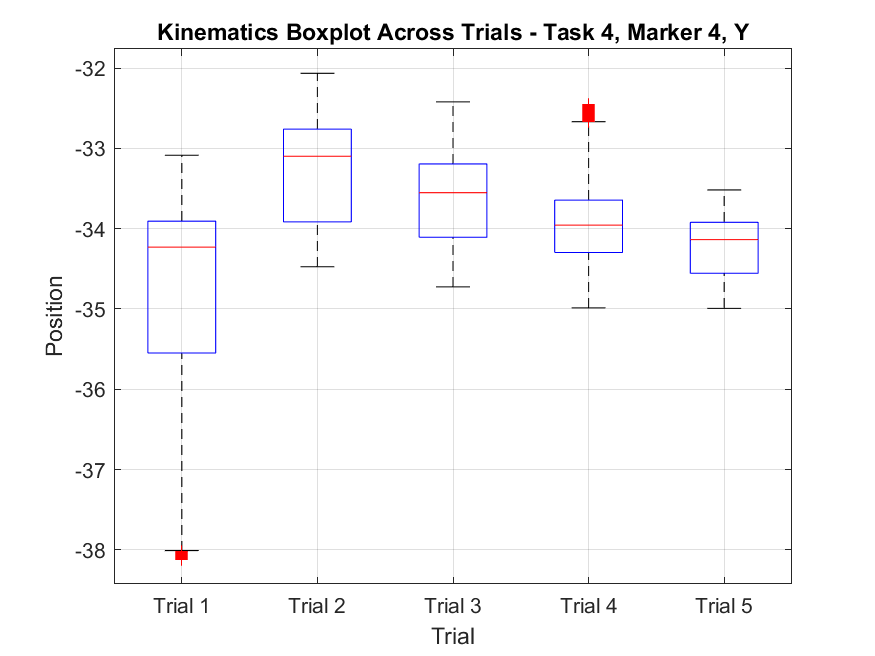 Kinematics Boxplot Across Trials - Task 4, Marker 4, Y
-32
-33
-34
-35
-36
-37
-38
Position
Trial 1 Trial 2 Trial 3 Trial 4 Trial 5
Trial